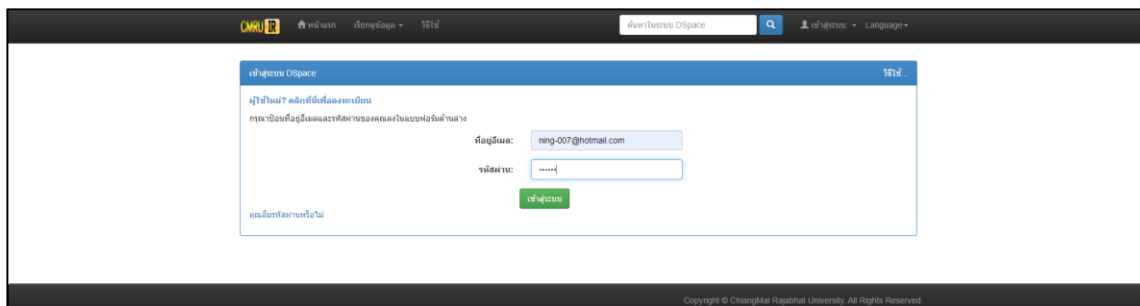 CMRU IR หน้าแรก เรียกดูข้อมูล วิธีใช้ ค้นหาในระบบ DSpace เข้าสู่ระบบ: Language
เข้าสู่ระบบ DSpace วิธีใช้...
ผู้ใช้ใหม่? คลิกที่นี่เพื่อลงทะเบียน
กรุณาป้อนที่อยู่อีเมลและรหัสผ่านของคุณลงในแบบฟอร์มด้านล่าง
ที่อยู่อีเมล: ning-007@hotmail.com
รหัสผ่าน: ······
เข้าสู่ระบบ
คุณลืมรหัสผ่านหรือไม่
Copyright © ChiangMai Rajabhat University. All Rights Reserved.